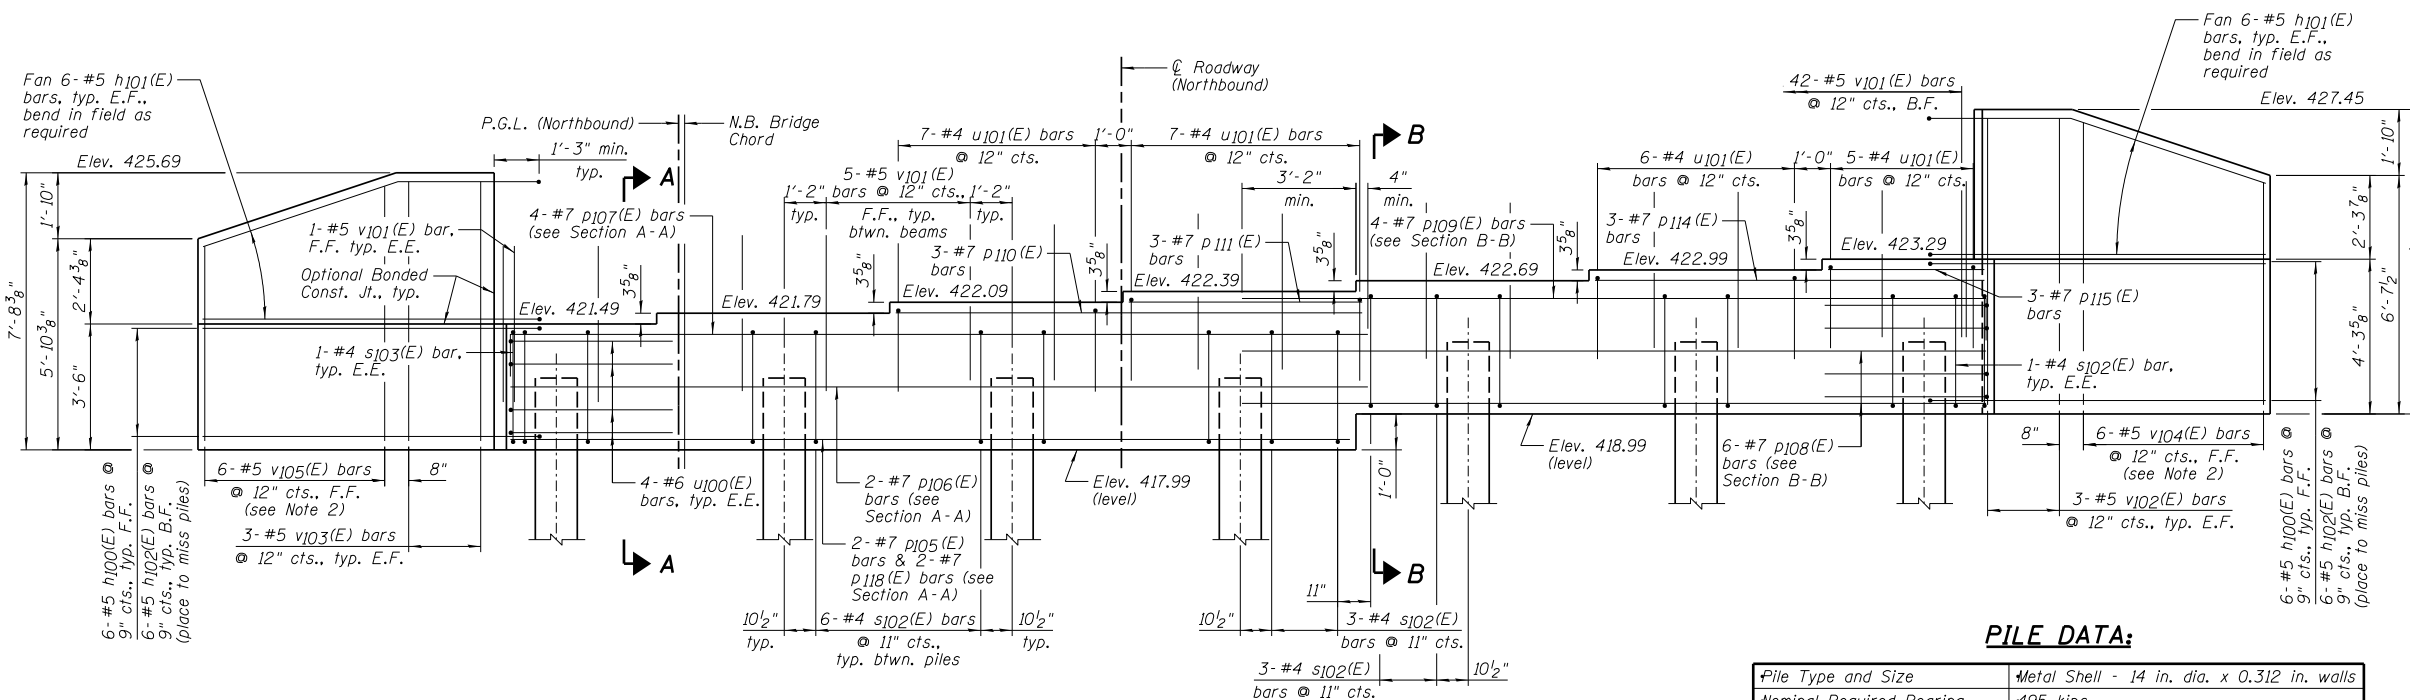 Fan 6- #5 h101(E)
bars, typ. E.F.,
bend in field as
required
Elev. 425.69
1'-3" min.
typ.
P.G.L. (Northbound)
N.B. Bridge
Chord
℄ Roadway
(Northbound)
Fan 6- #5 h101(E)
bars, typ. E.F.,
bend in field as
required
42- #5 v101(E) bars
@ 12" cts., B.F.
Elev. 427.45
7- #4 u101(E) bars
@ 12" cts.
1'-0"
7- #4 u101(E) bars
@ 12" cts.
B
A
5- #5 v101(E)
bars @ 12" cts.,
F.F., typ.
btwn. beams
1'-2"
typ.
1'-2"
typ.
3'-2"
min.
4"
min.
6- #4 u101(E)
bars @ 12" cts.
1'-0"
5- #4 u101(E)
bars @ 12" cts.
1'-10"
1'-10"
7'-8 3/8"
5'-10 3/8"
2'-4 3/8"
3'-6"
2'-3 7/8"
4'-3 5/8"
6'-7 1/2"
1- #5 v101(E) bar,
F.F. typ. E.E.
Optional Bonded
Const. Jt., typ.
4- #7 p107(E) bars
(see Section A-A)
3- #7 p110(E)
bars
3- #7 p111(E)
bars
4- #7 p109(E) bars
(see Section B-B)
3- #7 p114(E)
bars
3 5/8"
3 5/8"
3 5/8"
3 5/8"
3 5/8"
3 5/8"
Elev. 421.49
Elev. 421.79
Elev. 422.09
Elev. 422.39
Elev. 422.69
Elev. 422.99
Elev. 423.29
3- #7 p115(E)
bars
1- #4 s103(E) bar,
typ. E.E.
1- #4 s102(E) bar,
typ. E.E.
6- #5 v105(E) bars
@ 12" cts., F.F.
(see Note 2)
8"
3- #5 v103(E) bars
@ 12" cts., typ. E.F.
6- #5 h100(E) bars @
9" cts., typ. F.F.
6- #5 h102(E) bars @
9" cts., typ. B.F.
(place to miss piles)
4- #6 u100(E)
bars, typ. E.E.
2- #7 p106(E)
bars (see
Section A-A)
Elev. 417.99
(level)
1'-0"
Elev. 418.99
(level)
6- #7 p108(E)
bars (see
Section B-B)
8"
6- #5 v104(E) bars
@ 12" cts., F.F.
(see Note 2)
3- #5 v102(E) bars
@ 12" cts., typ. E.F.
6- #5 h100(E) bars @
9" cts., typ. F.F.
6- #5 h102(E) bars @
9" cts., typ. B.F.
(place to miss piles)
A
B
2- #7 p105(E)
bars & 2- #7
p118(E) bars (see
Section A-A)
10 1/2"
typ.
6- #4 s102(E) bars
@ 11" cts.,
typ. btwn. piles
10 1/2"
typ.
10 1/2"
11"
3- #4 s102(E)
bars @ 11" cts.
3- #4 s102(E)
bars @ 11" cts.
10 1/2"
PILE DATA:
Pile Type and Size
Metal Shell - 14 in. dia. x 0.312 in. walls
Nominal Required Bearing
495 kips